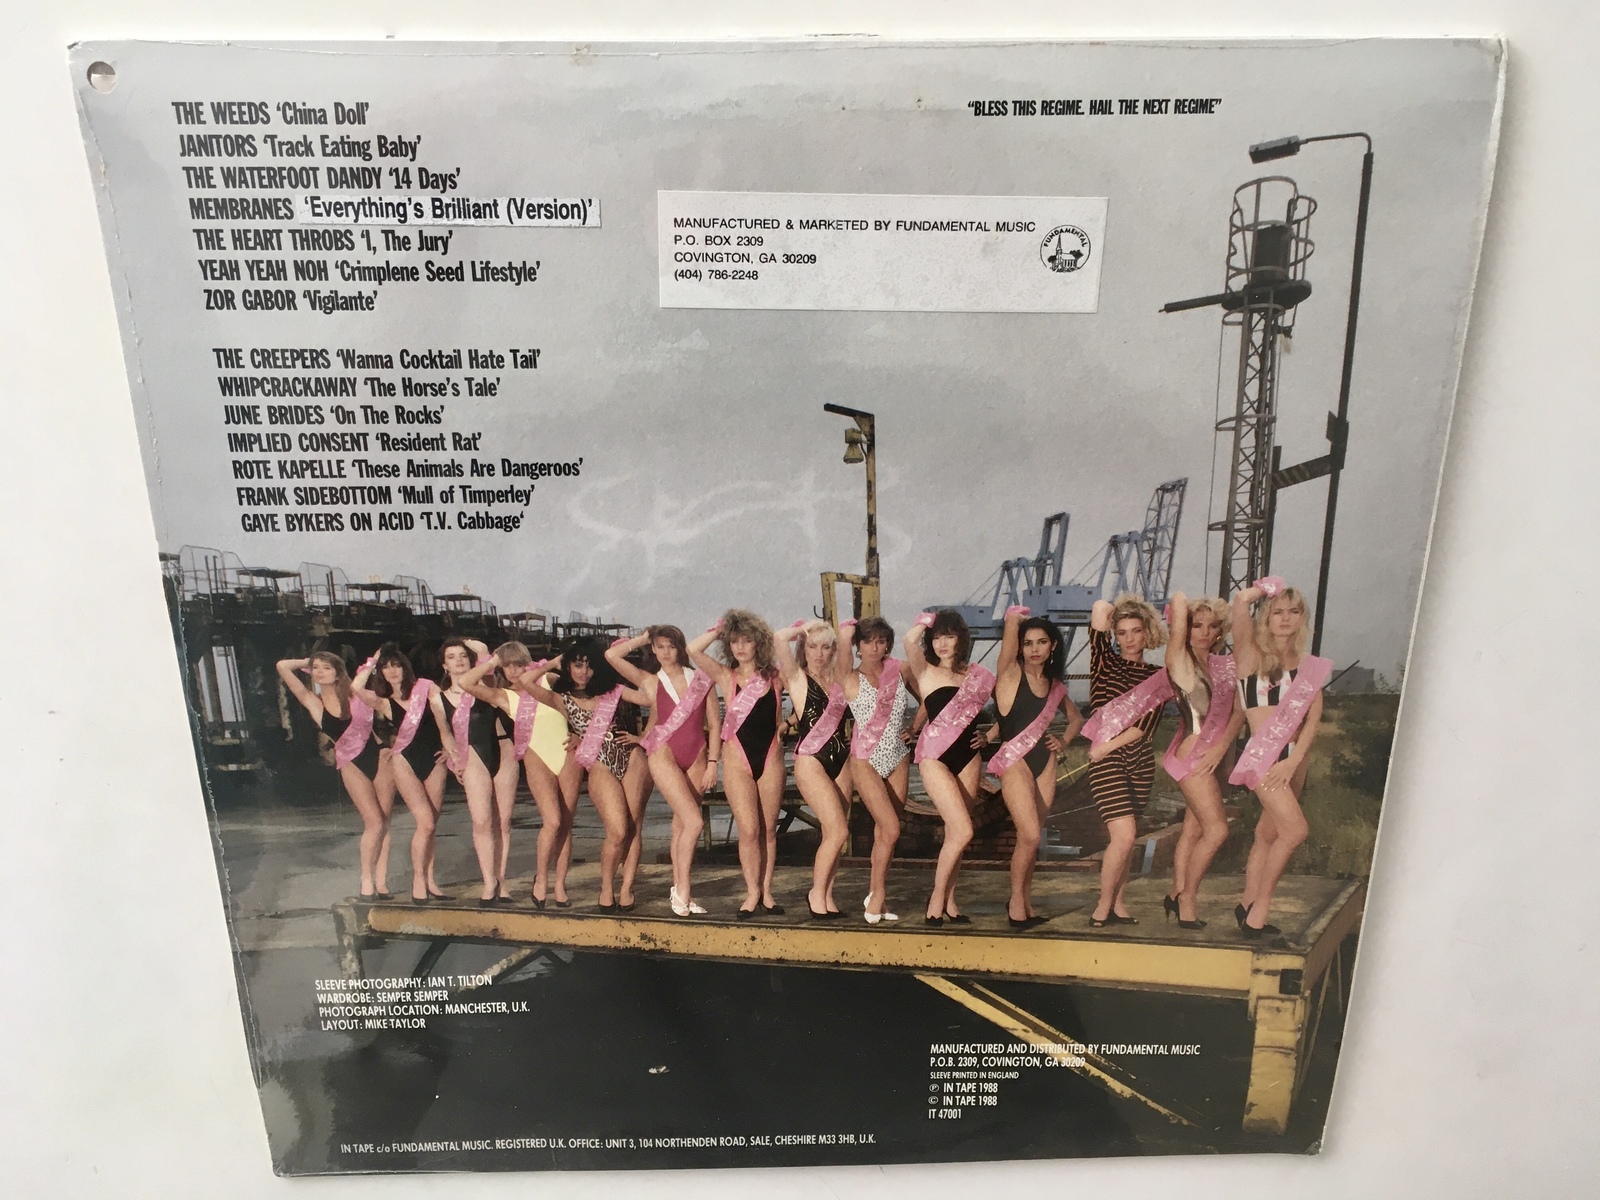 THE WEEDS ‘China Doll’
JANITORS ‘Track Eating Baby’
THE WATERFOOT DANDY ‘14 Days’
MEMBRANES ‘Everything's Brilliant (Version)’
THE HEART THROBS ‘I, The Jury’
YEAH YEAH NOH ‘Crimplene Seed Lifestyle’
ZOR GABOR ‘Vigilante’
THE CREEPERS ‘Wanna Cocktail Hate Tail’
WHIPCRACKAWAY ‘The Horse's Tale’
JUNE BRIDES ‘On The Rocks’
IMPLIED CONSENT ‘Resident Rat’
ROTE KAPELLE ‘These Animals Are Dangeroos’
FRANK SIDEBOTTOM ‘Mull of Timperley’
GAYE BYKERS ON ACID ‘T.V. Cabbage‘
“BLESS THIS REGIME. HAIL THE NEXT REGIME”
MANUFACTURED & MARKETED BY FUNDAMENTAL MUSIC
P.O. BOX 2309
COVINGTON, GA 30209
(404) 786-2248
FUNDAMENTAL
SLEEVE PHOTOGRAPHY: IAN T. TILTON
WARDROBE: SEMPER SEMPER
PHOTOGRAPH LOCATION: MANCHESTER, U.K.
LAYOUT: MIKE TAYLOR
MANUFACTURED AND DISTRIBUTED BY FUNDAMENTAL MUSIC
P.O.B. 2309, COVINGTON, GA 30209
SLEEVE PRINTED IN ENGLAND
℗ IN TAPE 1988
© IN TAPE 1988
IT 47001
IN TAPE c/o FUNDAMENTAL MUSIC. REGISTERED U.K. OFFICE: UNIT 3, 104 NORTHENDEN ROAD, SALE, CHESHIRE M33 3HB, U.K.